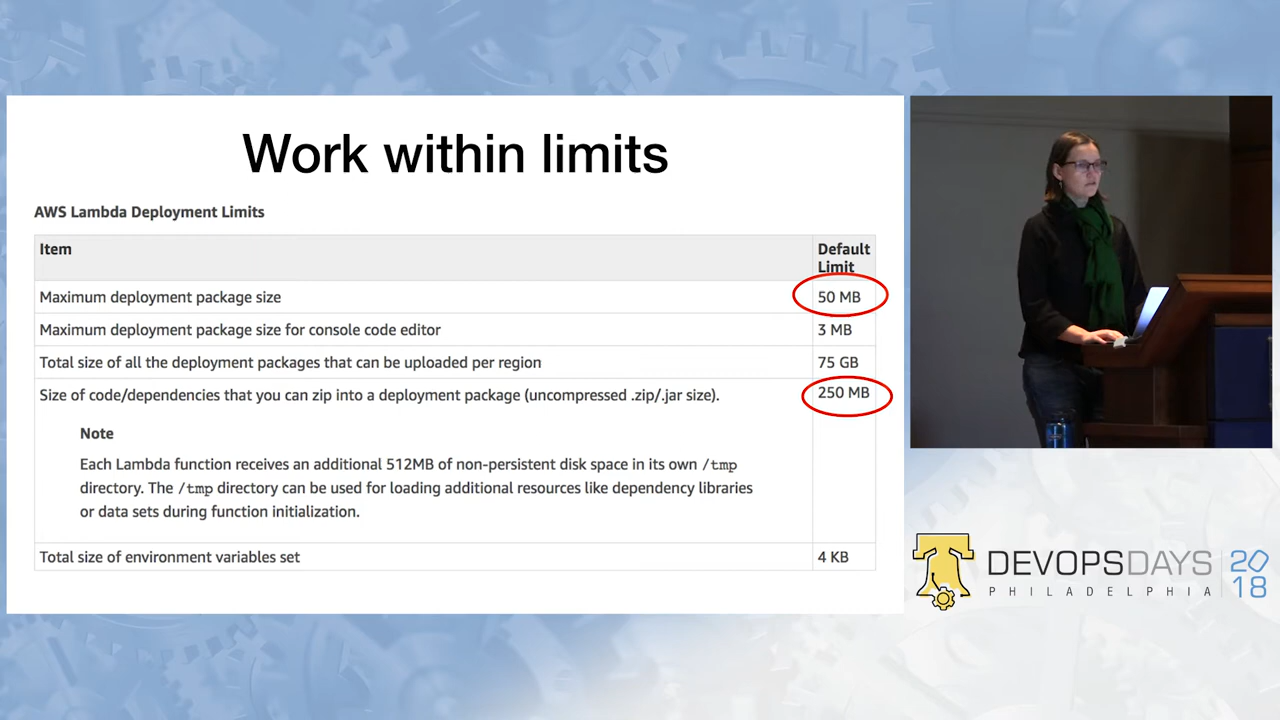 Work within limits
AWS Lambda Deployment Limits
Item
Default
Limit
Maximum deployment package size
50 MB
Maximum deployment package size for console code editor
3 MB
Total size of all the deployment packages that can be uploaded per region
75 GB
Size of code/dependencies that you can zip into a deployment package (uncompressed .zip/.jar size).
250 MB
Note
Each Lambda function receives an additional 512MB of non-persistent disk space in its own /tmp
directory. The /tmp directory can be used for loading additional resources like dependency libraries
or data sets during function initialization.
Total size of environment variables set
4 KB
DEVOPSDAYS
PHILADELPHIA
20
18